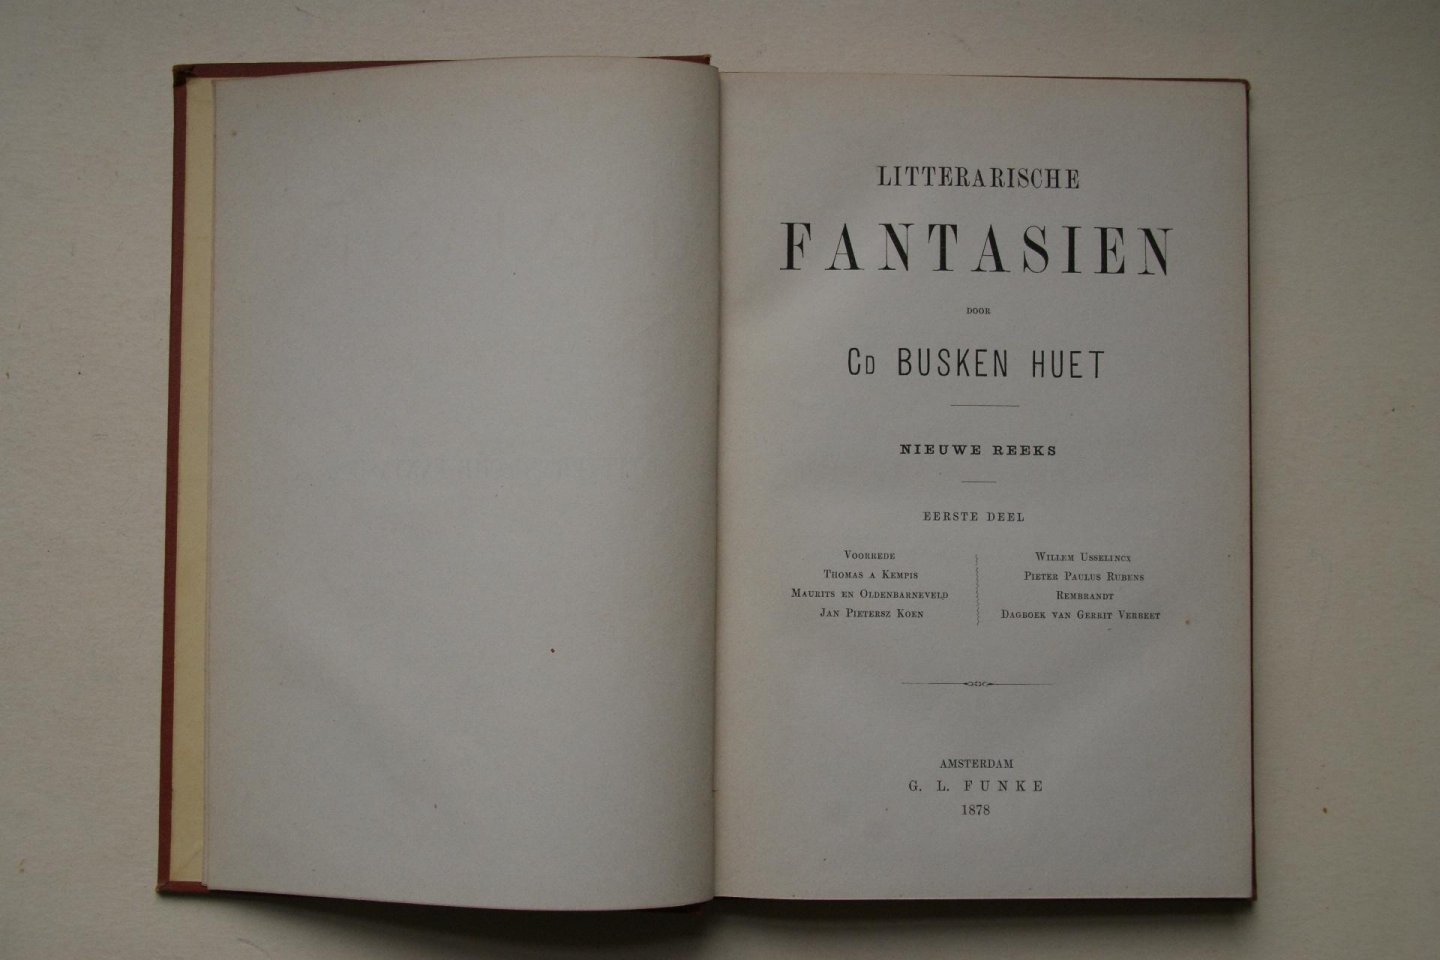 LITTERARISCHE
FANTASIEN
DOOR
CD BUSKEN HUET
NIEUWE REEKS
EERSTE DEEL
VOORREDE
THOMAS A KEMPIS
MAURITS EN OLDENBARNEVELD
JAN PIETERSZ KOEN
WILLEM USSELINCX
PIETER PAULUS RUBENS
REMBRANDT
DAGBOEK VAN GERRIT VERBEET
AMSTERDAM
G. L. FUNKE
1878